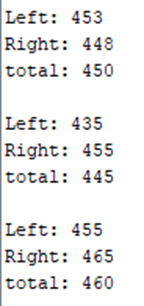 Left: 453
Right: 448
total: 450

Left: 435
Right: 455
total: 445

Left: 455
Right: 465
total: 460